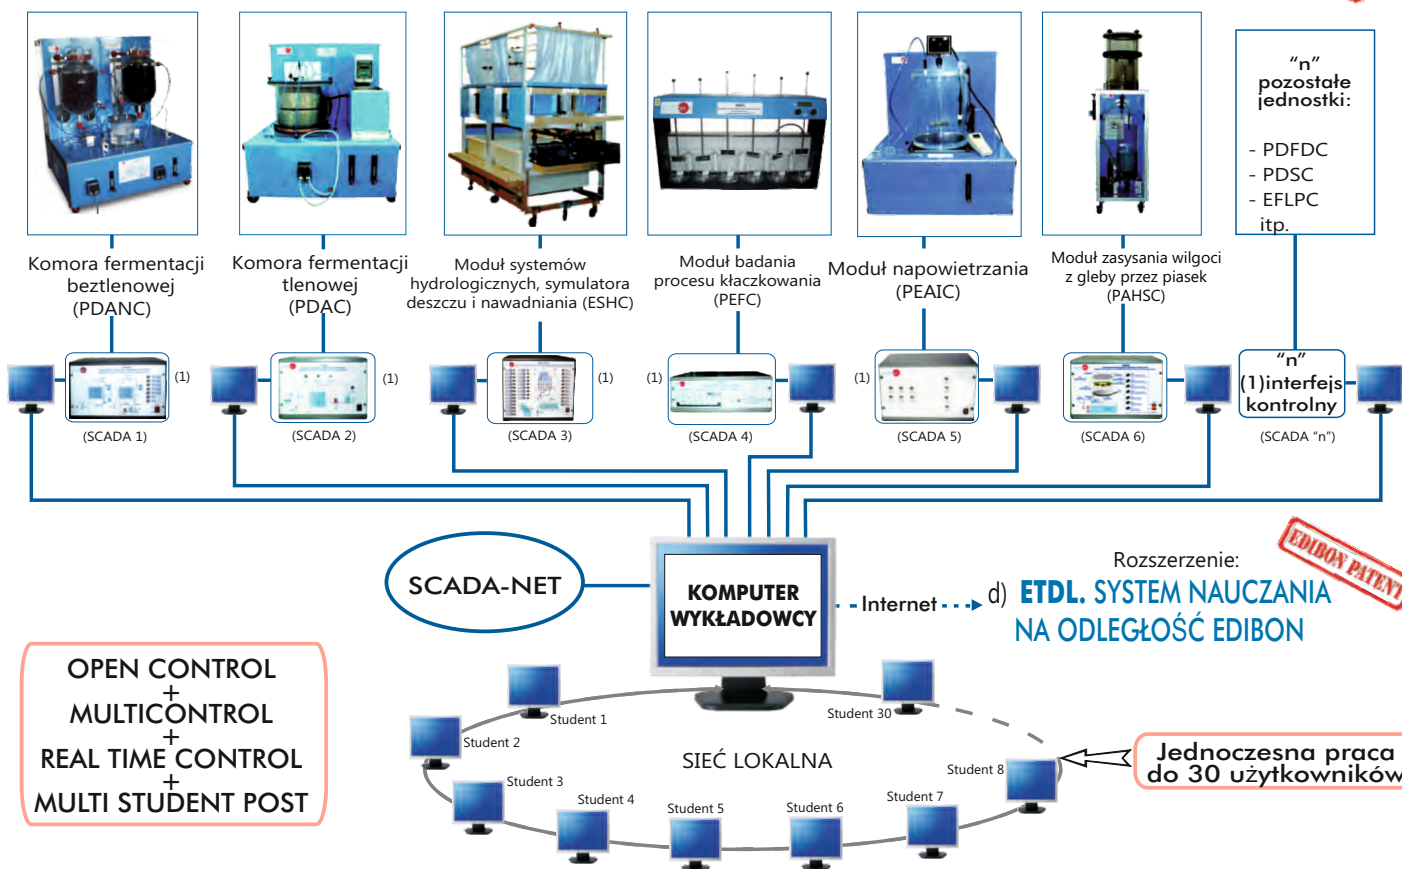 "n"
pozostałe
jednostki:
- PDFDC
- PDSC
- EFLPC
itp.
Komora fermentacji
beztlenowej
(PDANC)
Komora fermentacji
tlenowej
(PDAC)
Moduł systemów
hydrologicznych, symulatora
deszczu i nawadniania (ESHC)
Moduł badania
procesu kłaczkowania
(PEFC)
Moduł napowietrzania
(PEAIC)
Moduł zasysania wilgoci
z gleby przez piasek
(PAHSC)
(1)
(1)
(1)
(1)
(1)
"n"
(1)interfejs
kontrolny
(SCADA 1)
(SCADA 2)
(SCADA 3)
(SCADA 4)
(SCADA 5)
(SCADA 6)
(SCADA "n")
SCADA-NET
KOMPUTER
WYKŁADOWCY
Internet
Rozszerzenie:
d) ETDL. SYSTEM NAUCZANIA
NA ODLEGŁOŚĆ EDIBON
EDIBON PATENT
OPEN CONTROL
+
MULTICONTROL
+
REAL TIME CONTROL
+
MULTI STUDENT POST
Student 1
Student 2
Student 3
Student 4
Student 5
Student 6
Student 7
Student 8
Student 30
SIEĆ LOKALNA
Jednoczesna praca
do 30 użytkowników